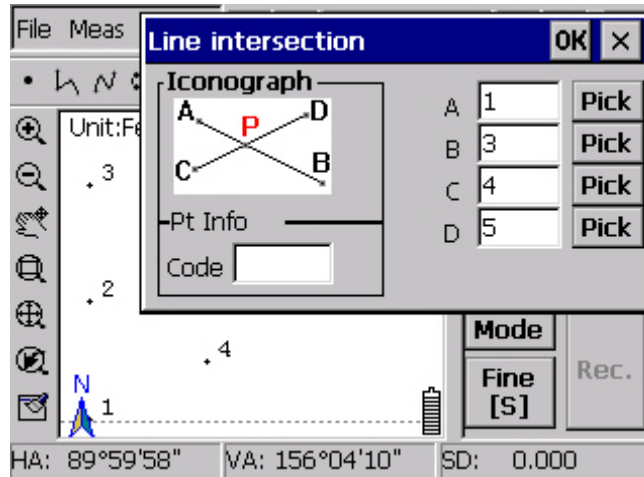 File Meas
Line intersection OK ×
Iconograph
A D
P
C B
A 1 Pick
B 3 Pick
C 4 Pick
D 5 Pick
Pt Info
Code
Unit:Fe
3
2
4
N
1
Mode
Fine
[S]
Rec.
HA: 89°59'58" VA: 156°04'10" SD: 0.000